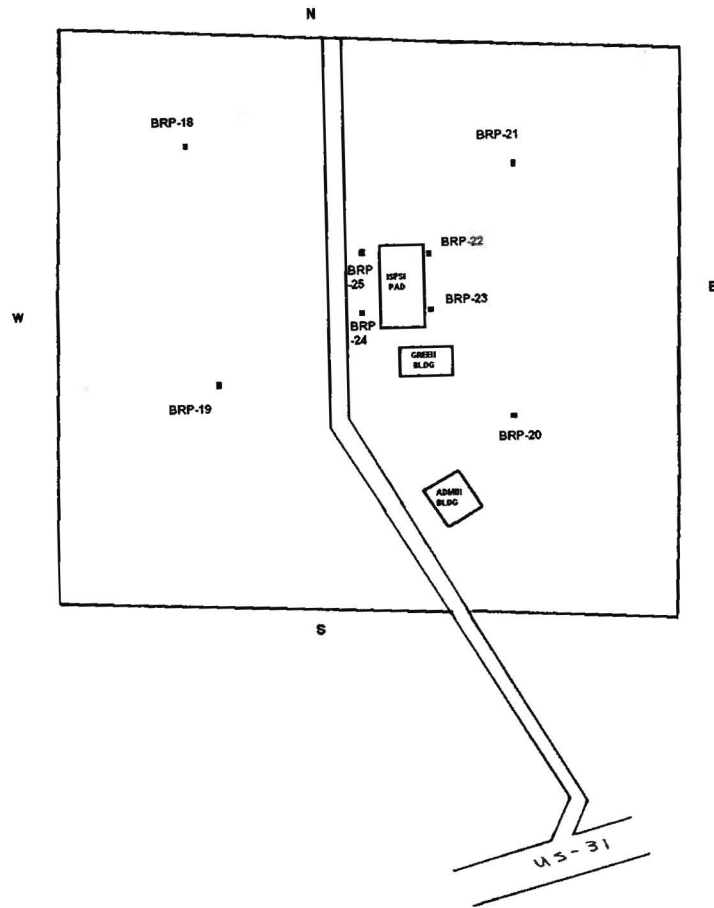 N
BRP-18
BRP-21
BRP-22
BRP
-25
ISFSI
PAD
W
E
BRP-23
BRP
-24
GREEN
BLDG
BRP-19
BRP-20
ADMIN
BLDG
S
US-31